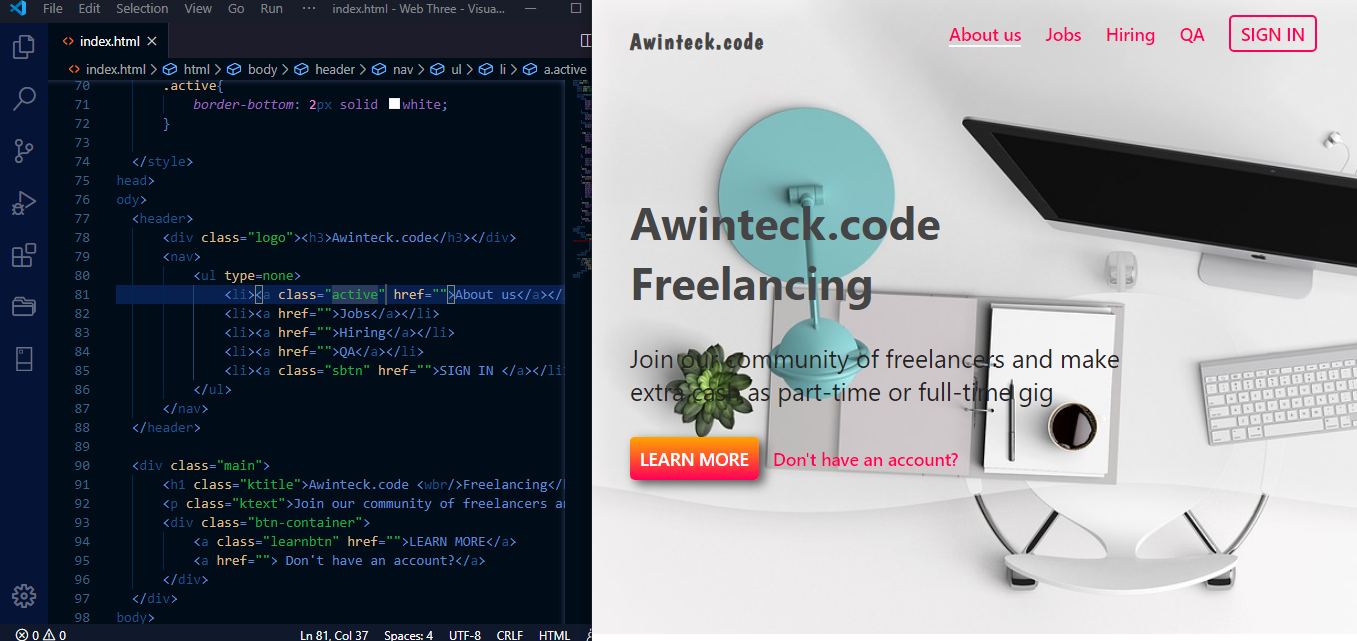 File Edit Selection View Go Run ··· index.html - Web Three - Visua...
index.html
index.html > html > body > header > nav > ul > li > a.active
70 .active{
71 border-bottom: 2px solid white;
72 }
73
74 </style>
75 head>
76 ody>
77 <header>
78 <div class="logo"><h3>Awinteck.code</h3></div>
79 <nav>
80 <ul type=none>
81 <li><a class="active" href="">About us</a></
82 <li><a href="">Jobs</a></li>
83 <li><a href="">Hiring</a></li>
84 <li><a href="">QA</a></li>
85 <li><a class="sbtn" href="">SIGN IN </a></li
86 </ul>
87 </nav>
88 </header>
89
90 <div class="main">
91 <h1 class="ktitle">Awinteck.code <wbr/>Freelancing</
92 <p class="ktext">Join our community of freelancers a
93 <div class="btn-container">
94 <a class="learnbtn" href="">LEARN MORE</a>
95 <a href=""> Don't have an account?</a>
96 </div>
97 </div>
98 body>
0 0 Ln 81, Col 37 Spaces: 4 UTF-8 CRLF HTML
Awinteck.code About us Jobs Hiring QA SIGN IN
Awinteck.code
Freelancing
Join our community of freelancers and make
extra cash as part-time or full-time gig
LEARN MORE Don't have an account?